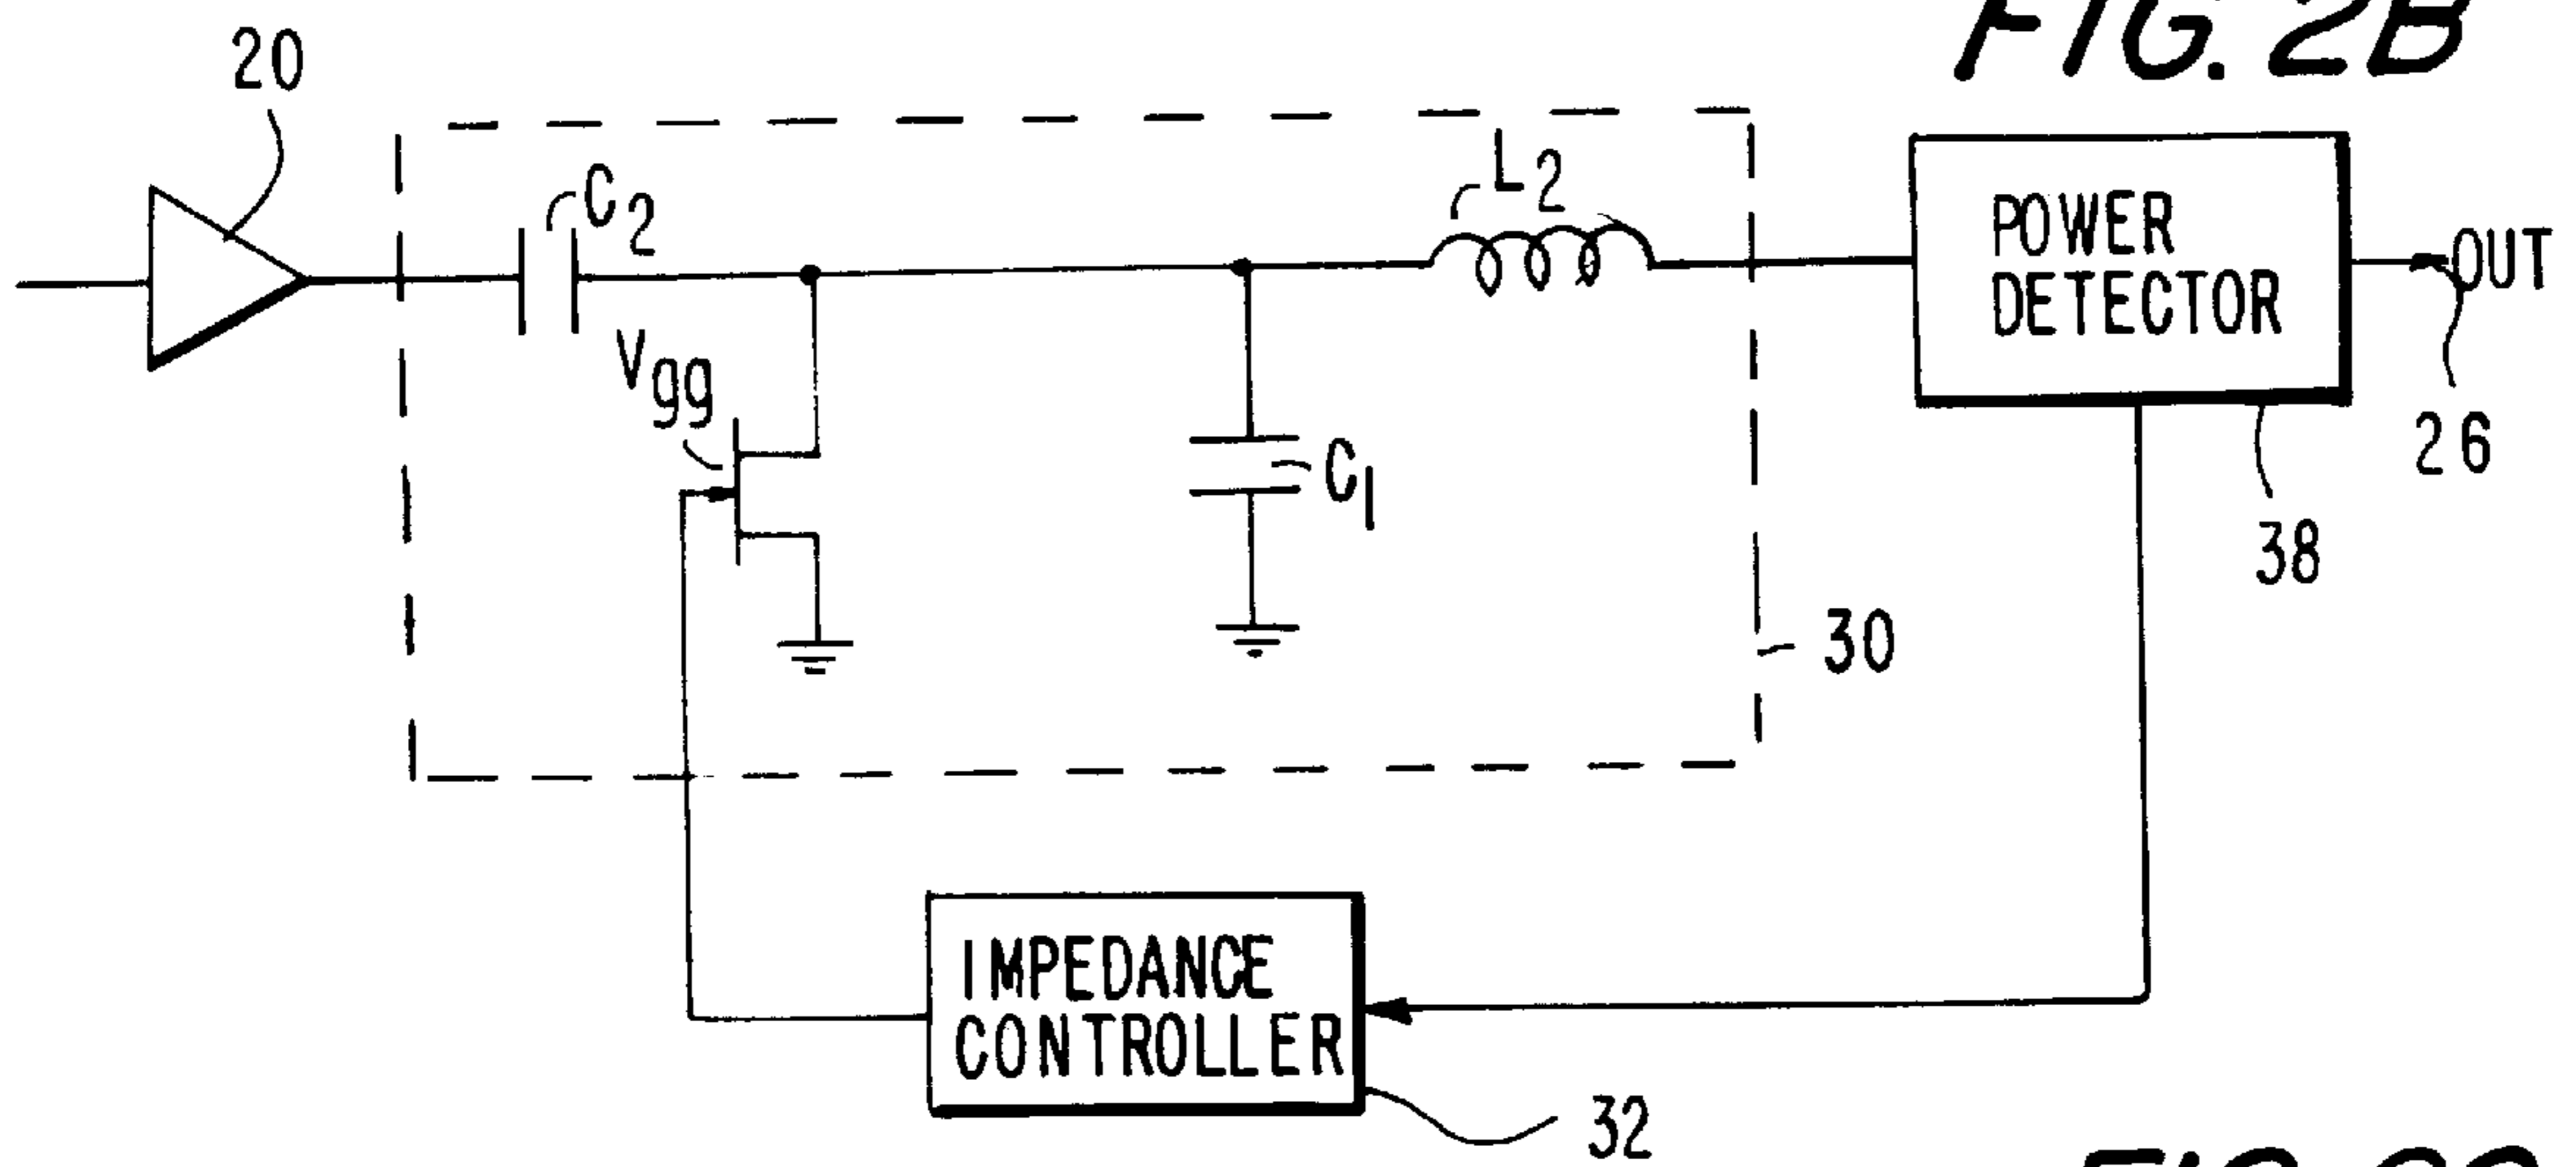 FIG. 2B
20
C2
L2
POWER
DETECTOR
OUT
Vgg
C1
26
38
30
IMPEDANCE
CONTROLLER
32